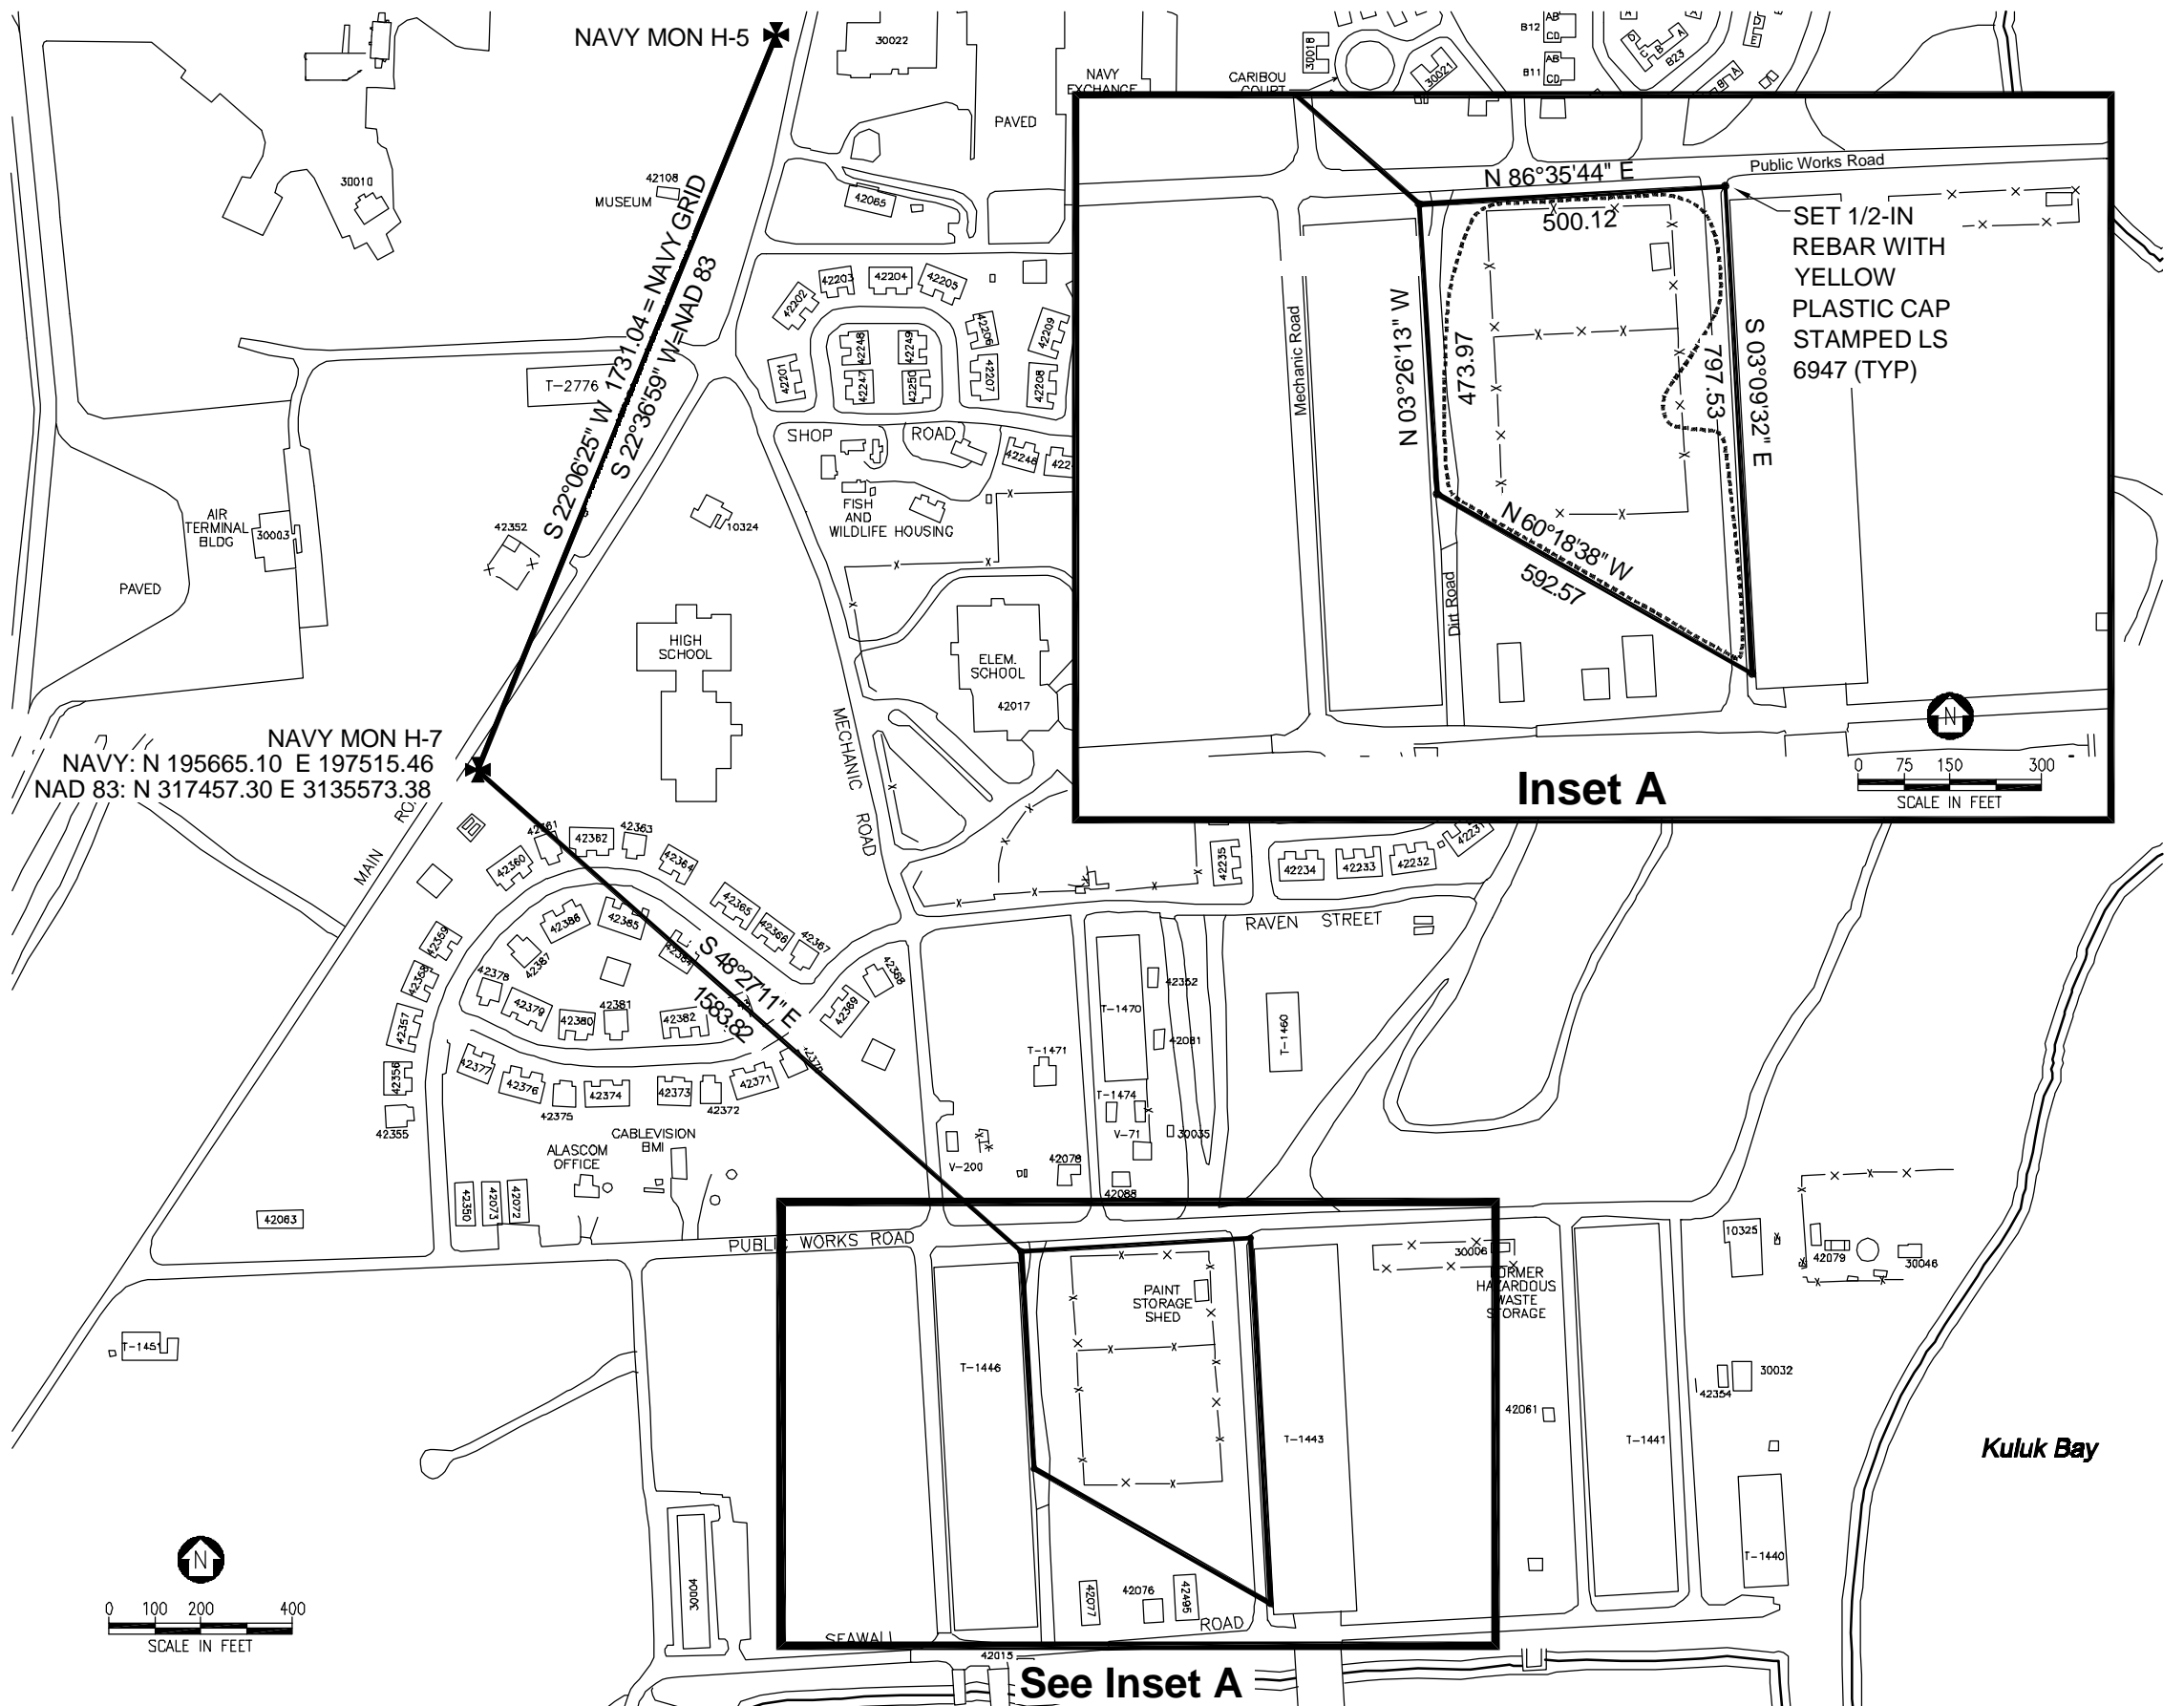 NAVY MON H-5
30022
NAVY
EXCHANGE
CARIBOU
COURT
30018
30021
B12
AB
CD
B11
AB
CD
D
C
B
A
B23
B
A
D
E
PAVED
30010
42108
MUSEUM
42065
S 22°06'25" W 1731.04 = NAVY GRID
S 22°36'59" W=NAD 83
42202
42203
42204
42205
42206
42209
42201
42248
42249
42247
42250
42207
42208
T-2776
SHOP
ROAD
42246
FISH
AND
WILDLIFE HOUSING
10324
42352
AIR
TERMINAL
BLDG
30003
PAVED
HIGH
SCHOOL
ELEM.
SCHOOL
42017
MECHANIC ROAD
Public Works Road
N 86°35'44" E
500.12
SET 1/2-IN
REBAR WITH
YELLOW
PLASTIC CAP
STAMPED LS
6947 (TYP)
Mechanic Road
N 03°26'13" W
473.97
797.53
S 03°09'32" E
N 60°18'38" W
592.57
Dirt Road
N
0 75 150 300
SCALE IN FEET
Inset A
NAVY MON H-7
NAVY: N 195665.10 E 197515.46
NAD 83: N 317457.30 E 3135573.38
MAIN
42361
42362
42363
42360
42364
42365
42366
42367
42368
42369
42386
42385
42387
42359
42358
42357
42356
42355
42378
42379
42380
42381
42382
42377
42376
42375
42374
42373
42372
42371
S 48°27'11" E
1583.82
42235
42234
42233
42232
42231
RAVEN STREET
T-1470
42352
42081
T-1460
T-1471
T-1474
V-71
30035
V-200
42078
42088
ALASCOM
OFFICE
CABLEVISION
BMI
42350
42073
42072
42063
PUBLIC WORKS ROAD
T-1451
T-1446
PAINT
STORAGE
SHED
T-1443
30006
FORMER
HAZARDOUS
WASTE
STORAGE
10325
42079
30046
30032
42354
42061
T-1441
T-1440
Kuluk Bay
N
0 100 200 400
SCALE IN FEET
30004
42077
42076
42495
SEAWALL
ROAD
42015
See Inset A